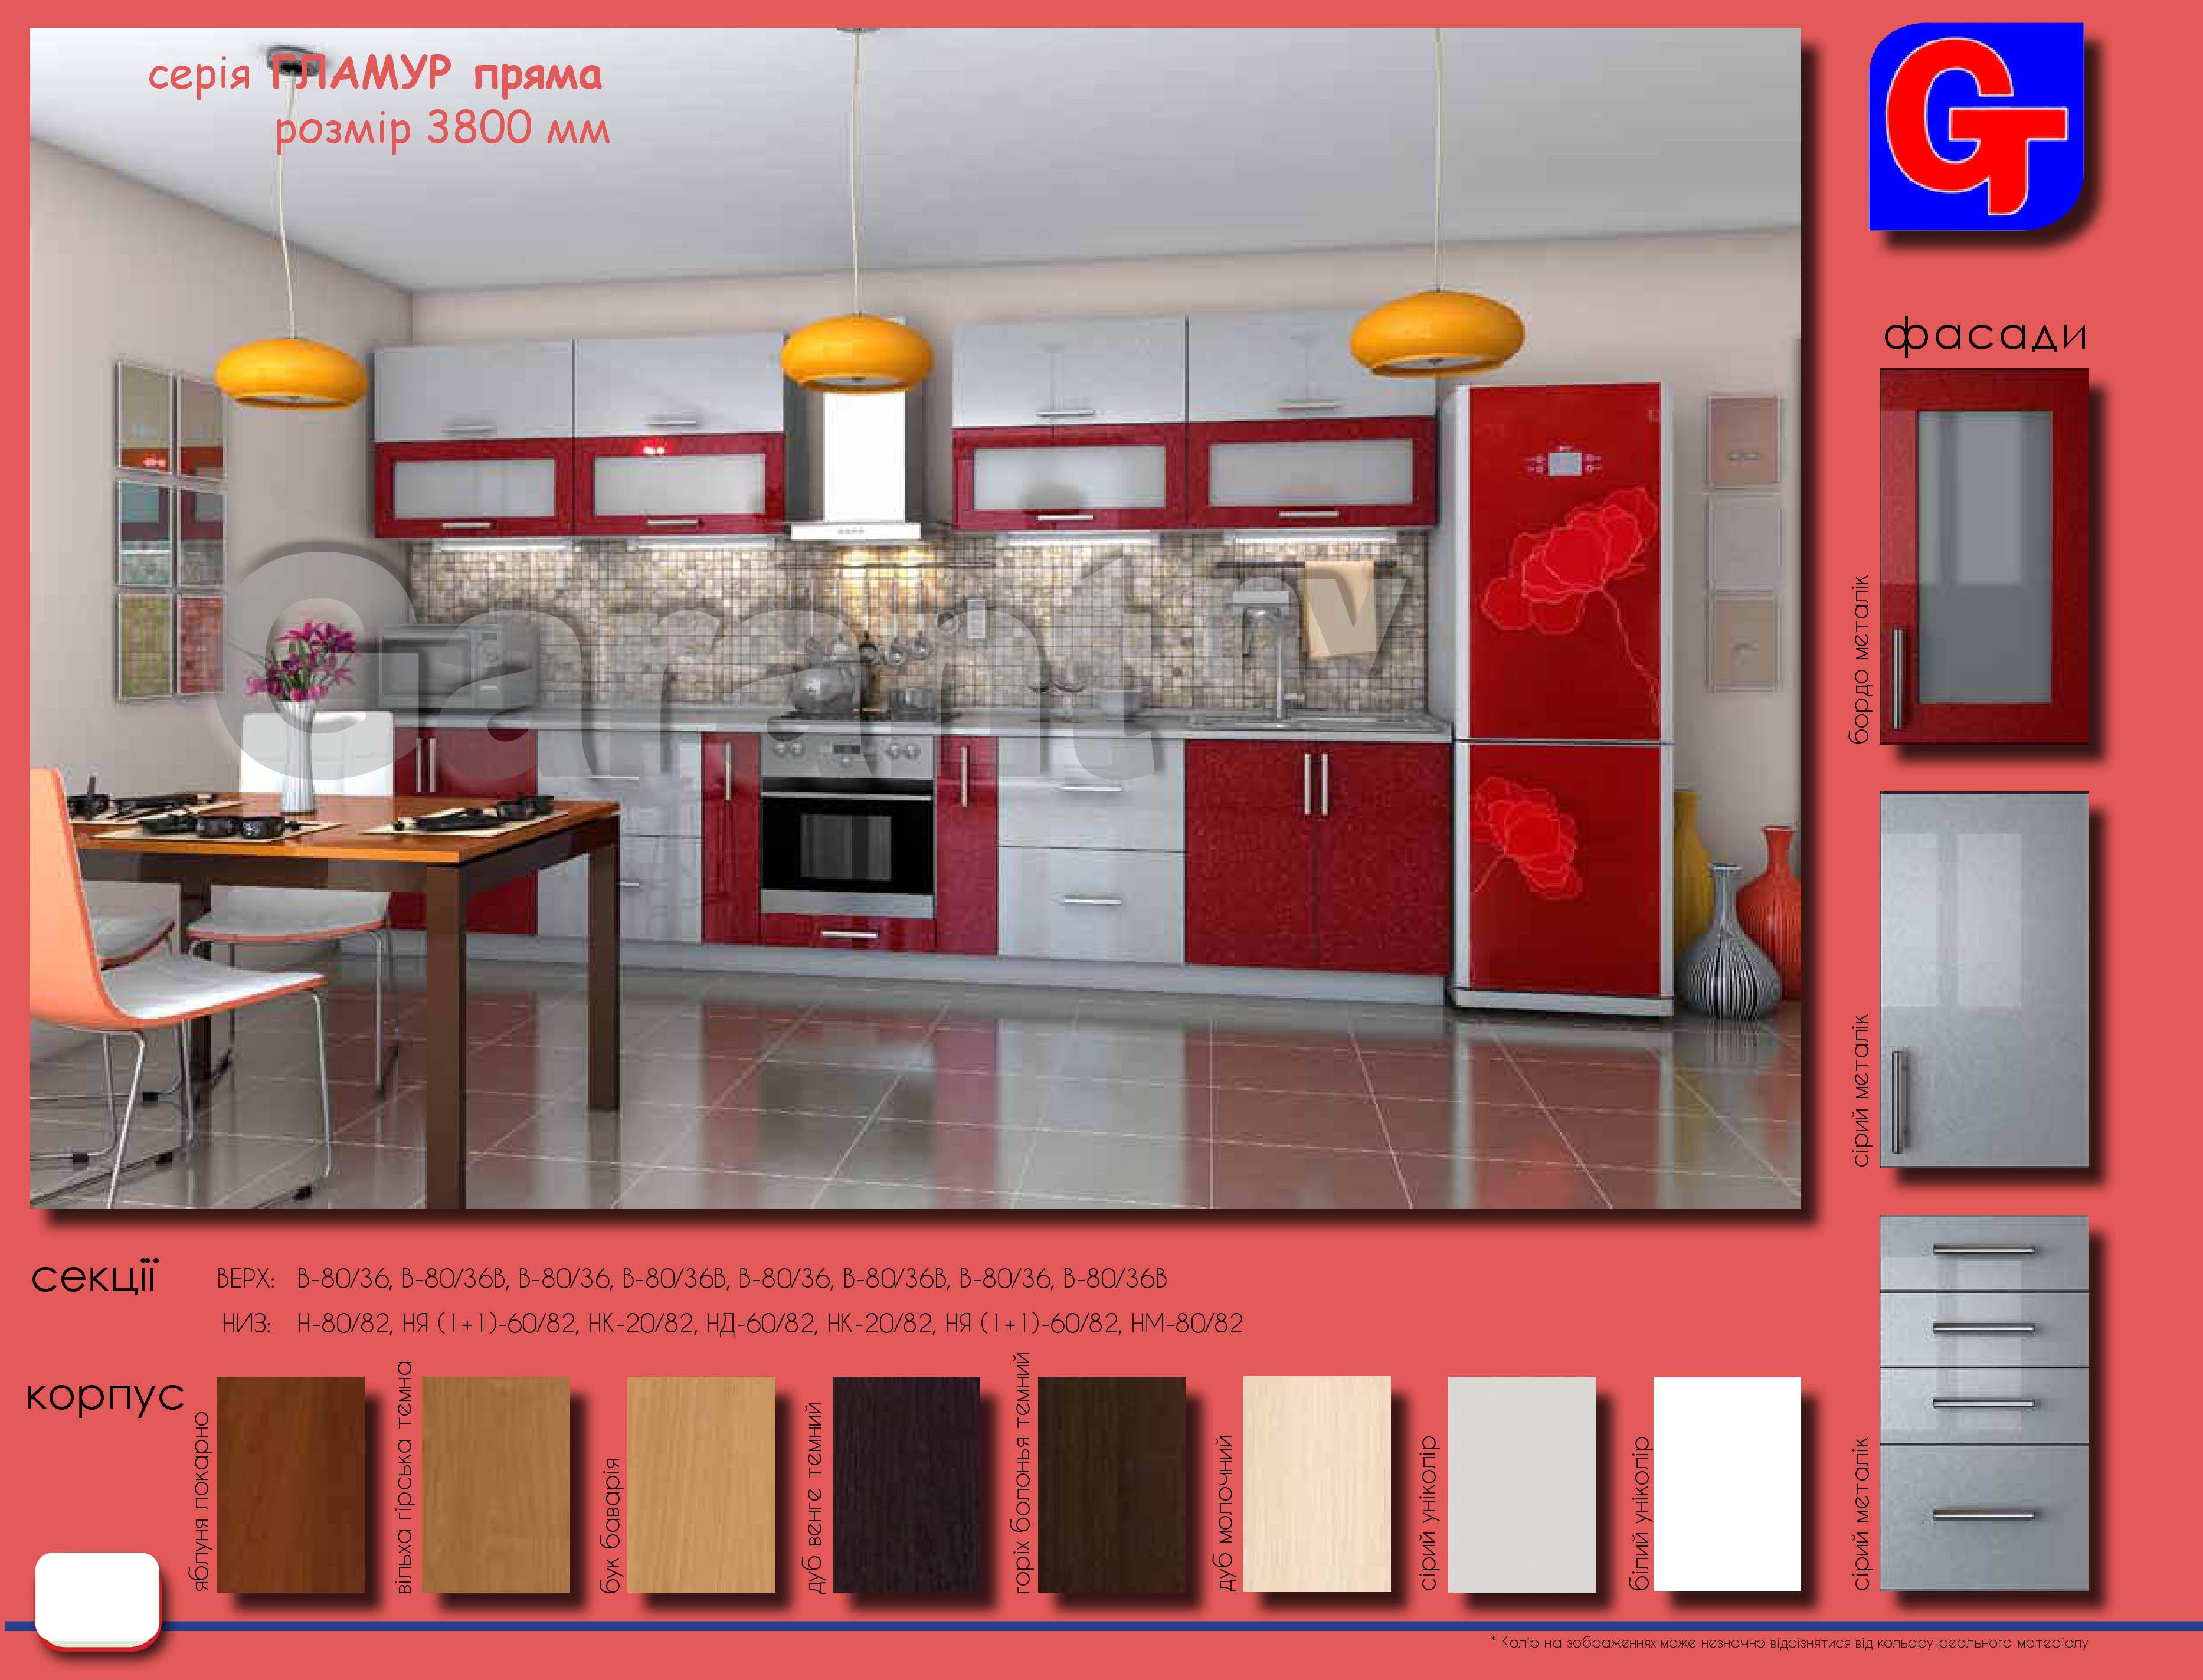 серія ГЛАМУР пряма
розмір 3800 мм
GT
фасади
бордо металік
сірий металік
сірий металік
Garant nv
секції
ВЕРХ: В-80/36, В-80/36В, В-80/36, В-80/36В, В-80/36, В-80/36В, В-80/36, В-80/36В
НИЗ: Н-80/82, НЯ (1+1)-60/82, НК-20/82, НД-60/82, НК-20/82, НЯ (1+1)-60/82, НМ-80/82
корпус
яблуня локарно
вільха гірська темна
бук баварія
дуб венге темний
горіх болонья темний
дуб молочний
сірий унiколір
білий унiколір
* Колір на зображеннях може незначно відрізнятися від кольору реального матеріалу